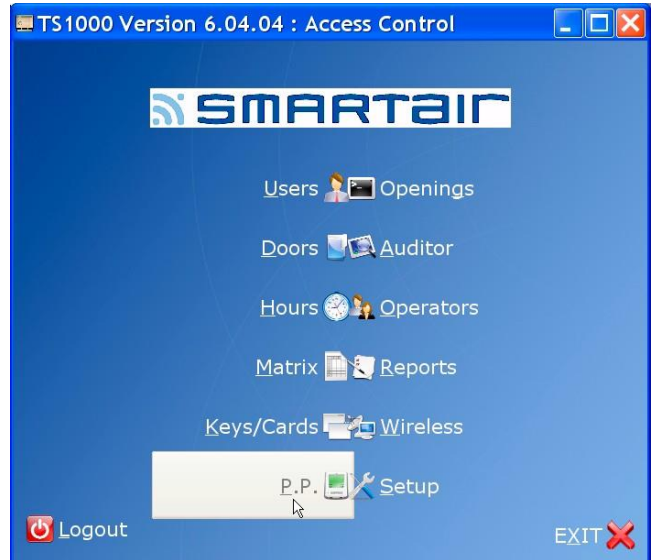 TS1000 Version 6.04.04 : Access Control
SMARTair
Users Openings
Doors Auditor
Hours Operators
Matrix Reports
Keys/Cards Wireless
P.P. Setup
Logout EXIT